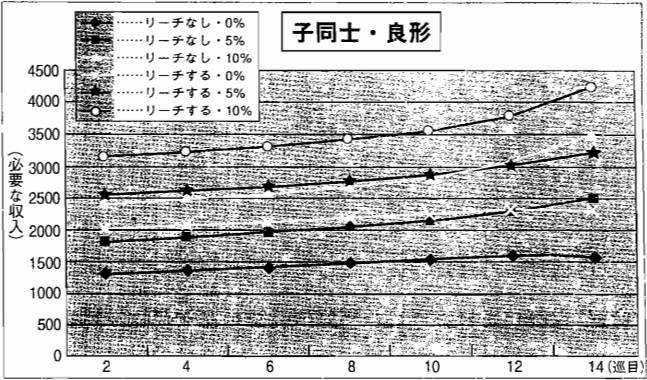 子同士・良形
……リーチなし・0%
……リーチなし・5%
……リーチなし・10%
……リーチする・0%
……リーチする・5%
……リーチする・10%
(必要な収入)
4500
4000
3500
3000
2500
2000
1500
1000
500
0
2 4 6 8 10 12 14 (巡目)